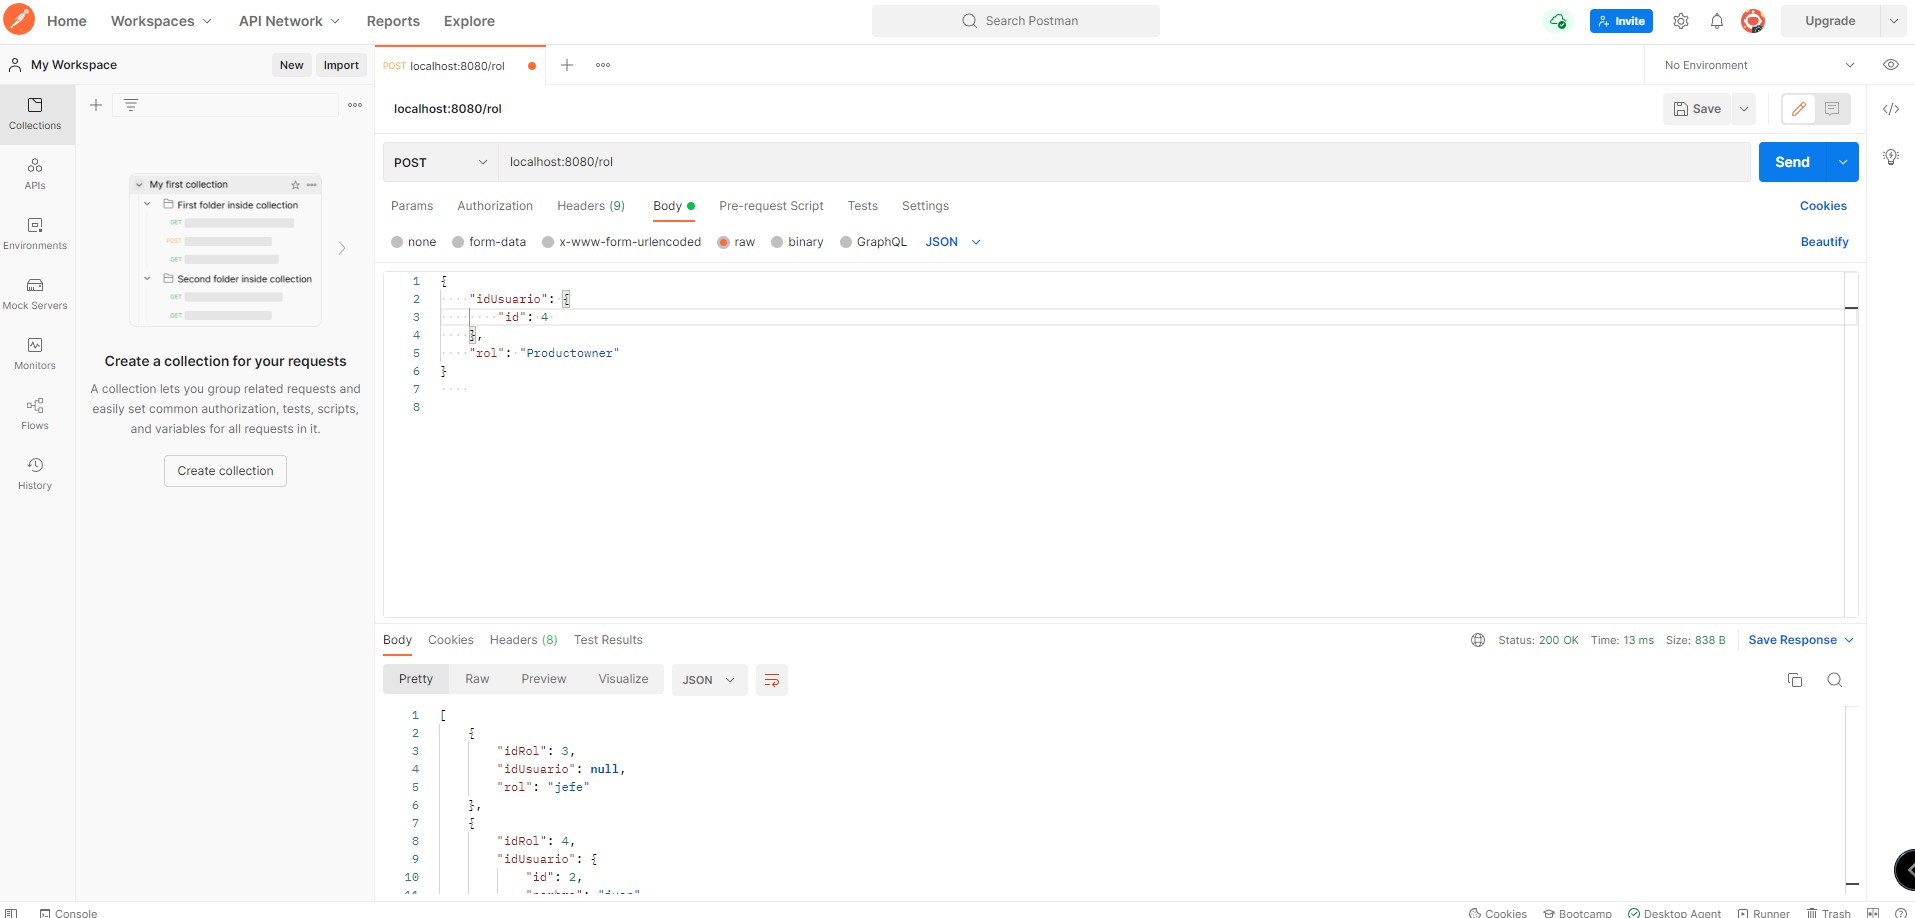 Home Workspaces API Network Reports Explore Search Postman Invite Upgrade
My Workspace New Import POST localhost:8080/rol No Environment
Collections
APIs
Environments
Mock Servers
Monitors
Flows
History
My first collection
First folder inside collection
GET
POST
GET
Second folder inside collection
GET
GET
Create a collection for your requests
A collection lets you group related requests and
easily set common authorization, tests, scripts,
and variables for all requests in it.
Create collection
localhost:8080/rol Save
POST localhost:8080/rol Send
Params Authorization Headers (9) Body Pre-request Script Tests Settings Cookies
none form-data x-www-form-urlencoded raw binary GraphQL JSON Beautify
1 {
2 "idUsuario": {
3 "id": 4
4 },
5 "rol": "Productowner"
6 }
7
8
Body Cookies Headers (8) Test Results Status: 200 OK Time: 13 ms Size: 838 B Save Response
Pretty Raw Preview Visualize JSON
1 [
2 {
3 "idRol": 3,
4 "idUsuario": null,
5 "rol": "jefe"
6 },
7 {
8 "idRol": 4,
9 "idUsuario": {
10 "id": 2,
Console Cookies Bootcamp Desktop Agent Runner Trash